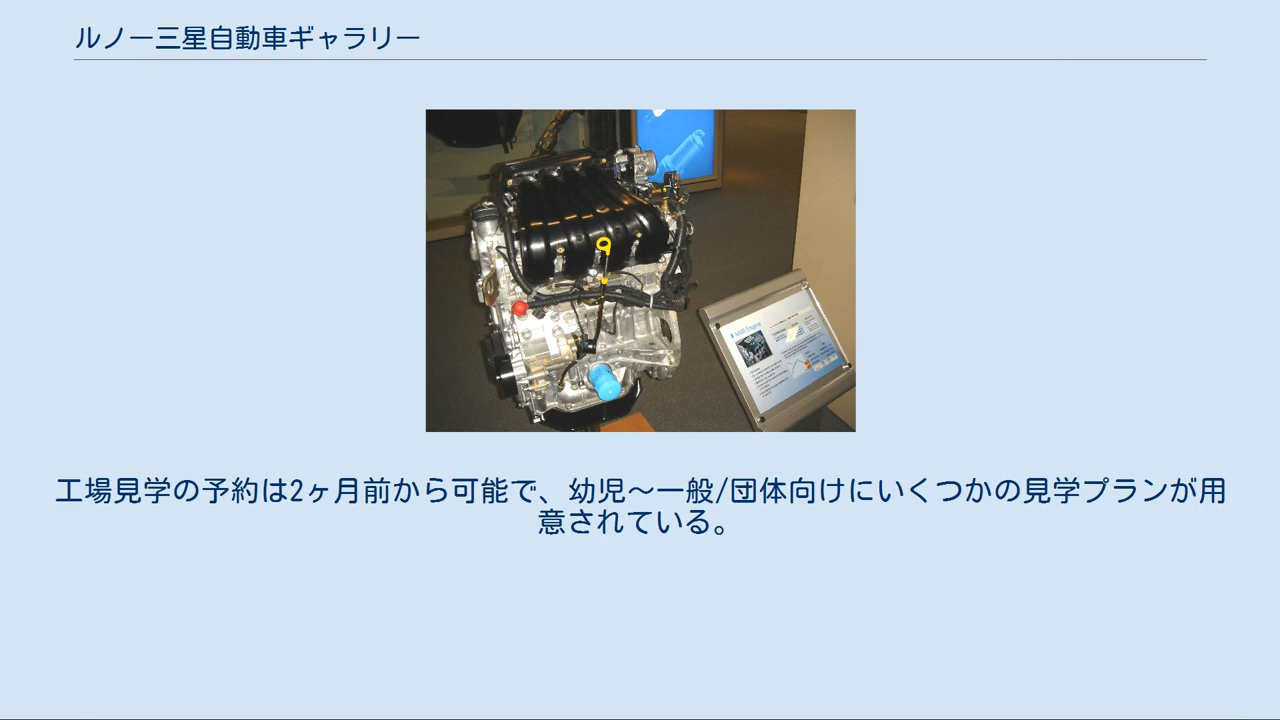 ルノー三星自動車ギャラリー
M4R Engine
工場見学の予約は2ヶ月前から可能で、幼児～一般/団体向けにいくつかの見学プランが用
意されている。